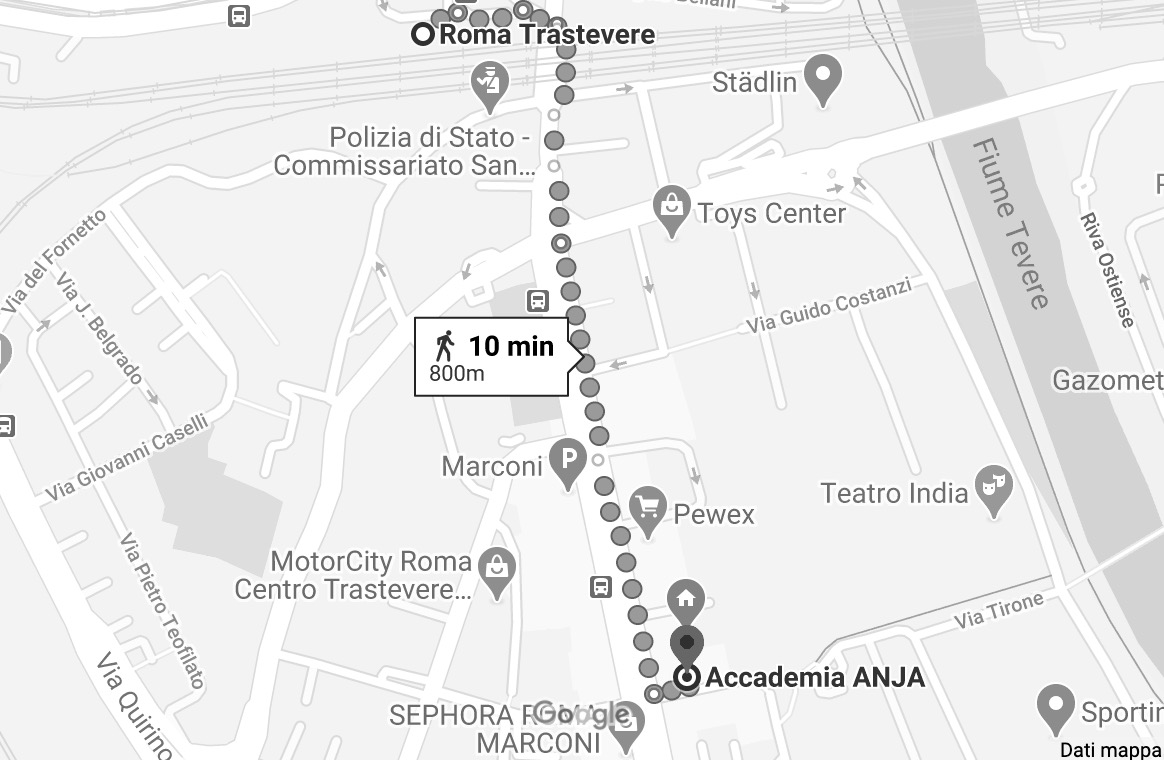 Roma Trastevere
Städlin
Polizia di Stato -
Commissariato San...
Fiume Tevere
Toys Center
Riva Ostiense
Via del Fornetto
Via J. Belgrado
Via Guido Costanzi
10 min
800m
Gazomet
Via Giovanni Caselli
Marconi
P
Teatro India
Pewex
MotorCity Roma
Centro Trastevere...
Via Pietro Teofilato
Via Tirone
Via Quirino
Accademia ANJA
SEPHORA ROMA
MARCONI
Google
Sportin
Dati mappa